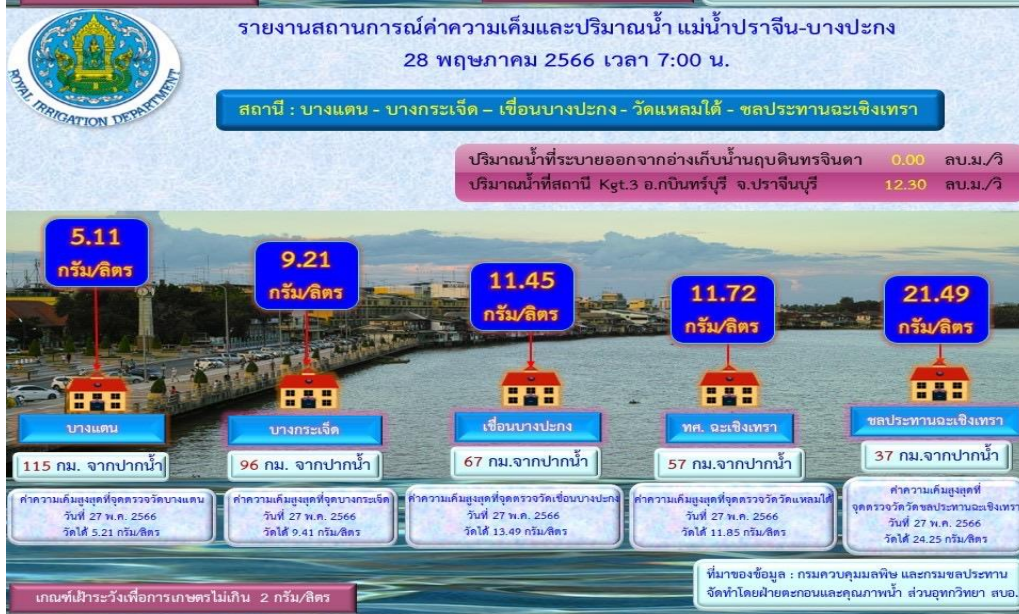 รายงานสถานการณ์ค่าความเค็มและปริมาณน้ำ แม่น้ำปราจีน-บางปะกง
28 พฤษภาคม 2566 เวลา 7:00 น.
ROYAL IRRIGATION DEPARTMENT
สถานี : บางแตน - บางกระเจ็ด – เขื่อนบางปะกง - วัดแหลมใต้ - ชลประทานฉะเชิงเทรา
ปริมาณน้ำที่ระบายออกจากอ่างเก็บน้ำนฤบดินทรจินดา 0.00 ลบ.ม./วิ
ปริมาณน้ำที่สถานี Kgt.3 อ.กบินทร์บุรี จ.ปราจีนบุรี 12.30 ลบ.ม./วิ
5.11
กรัม/ลิตร
9.21
กรัม/ลิตร
11.45
กรัม/ลิตร
11.72
กรัม/ลิตร
21.49
กรัม/ลิตร
บางแตน
บางกระเจ็ด
เขื่อนบางปะกง
ทศ. ฉะเชิงเทรา
ชลประทานฉะเชิงเทรา
115 กม. จากปากน้ำ
96 กม. จากปากน้ำ
67 กม.จากปากน้ำ
57 กม.จากปากน้ำ
37 กม.จากปากน้ำ
ค่าความเค็มสูงสุดที่จุดตรวจวัดบางแตน
วันที่ 27 พ.ค. 2566
วัดได้ 5.21 กรัม/ลิตร
ค่าความเค็มสูงสุดที่จุดบางกระเจ็ด
วันที่ 27 พ.ค. 2566
วัดได้ 9.41 กรัม/ลิตร
ค่าความเค็มสูงสุดที่จุดตรวจวัดเขื่อนบางปะกง
วันที่ 27 พ.ค. 2566
วัดได้ 13.49 กรัม/ลิตร
ค่าความเค็มสูงสุดที่จุดตรวจวัดวัดแหลมใต้
วันที่ 27 พ.ค. 2566
วัดได้ 11.85 กรัม/ลิตร
ค่าความเค็มสูงสุดที่
จุดตรวจวัดวัดชลประทานฉะเชิงเทรา
วันที่ 27 พ.ค. 2566
วัดได้ 24.25 กรัม/ลิตร
เกณฑ์เฝ้าระวังเพื่อการเกษตรไม่เกิน 2 กรัม/ลิตร
ที่มาของข้อมูล : กรมควบคุมมลพิษ และกรมชลประทาน
จัดทำโดยฝ่ายตะกอนและคุณภาพน้ำ ส่วนอุทกวิทยา สบอ.